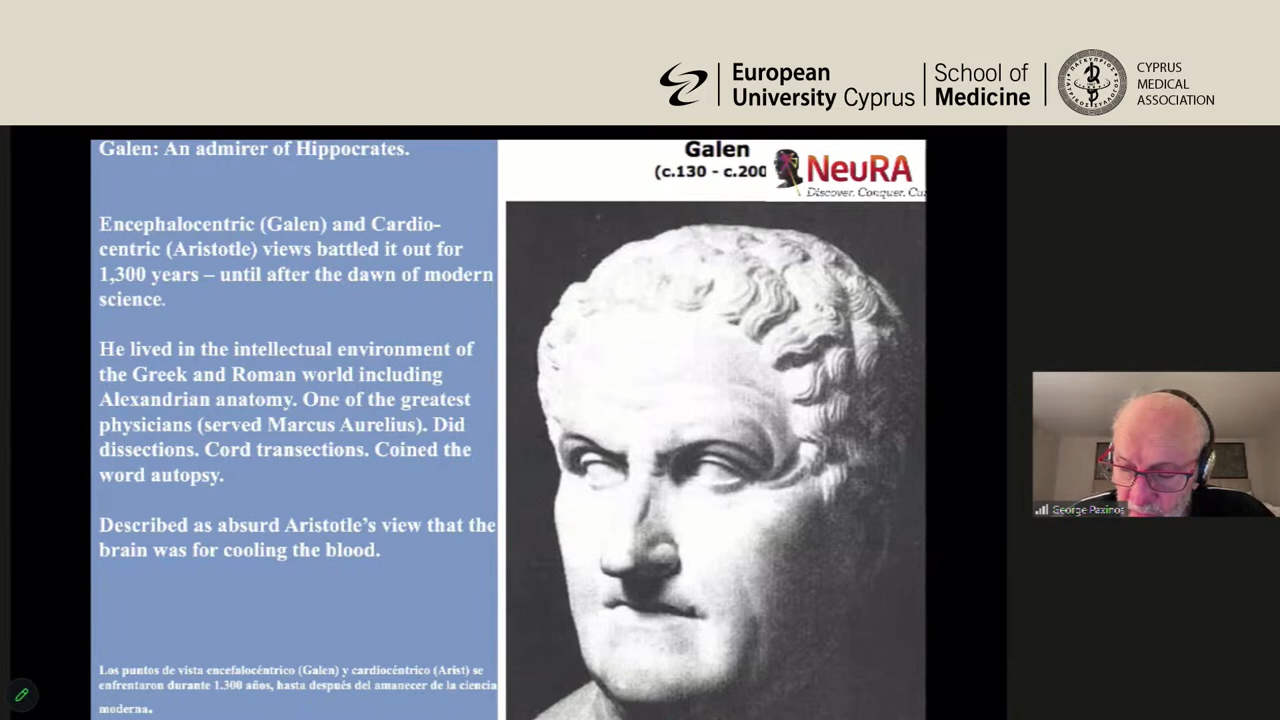 European
University Cyprus
School of
Medicine
CYPRUS
MEDICAL
ASSOCIATION
Galen: An admirer of Hippocrates.
Encephalocentric (Galen) and Cardio-
centric (Aristotle) views battled it out for
1,300 years – until after the dawn of modern
science.
He lived in the intellectual environment of
the Greek and Roman world including
Alexandrian anatomy. One of the greatest
physicians (served Marcus Aurelius). Did
dissections. Cord transections. Coined the
word autopsy.
Described as absurd Aristotle's view that the
brain was for cooling the blood.
Los puntos de vista encefalocéntrico (Galen) y cardiocéntrico (Arist) se
enfrentaron durante 1.300 años, hasta después del amanecer de la ciencia
moderna.
Galen
(c.130 - c.200
NeuRA
Discover. Conquer. Cu
George Paxinos